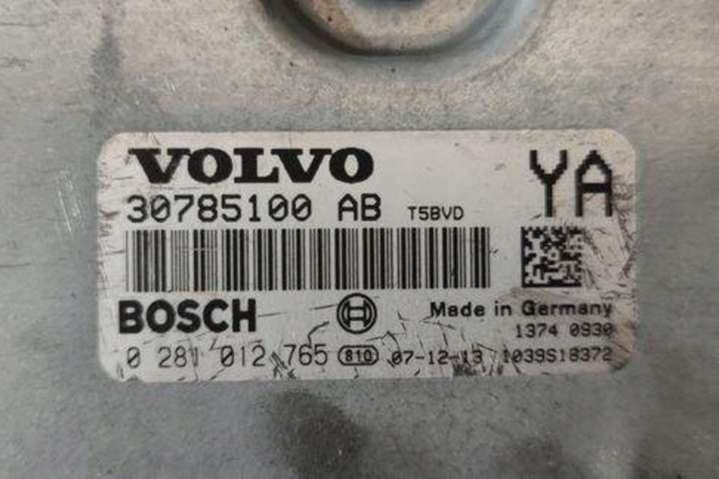 VOLVO
YA
30785100 AB T5BVD
BOSCH
Made in Germany
1374 0930
0 281 012 765 810 07-12-13 1039S18372